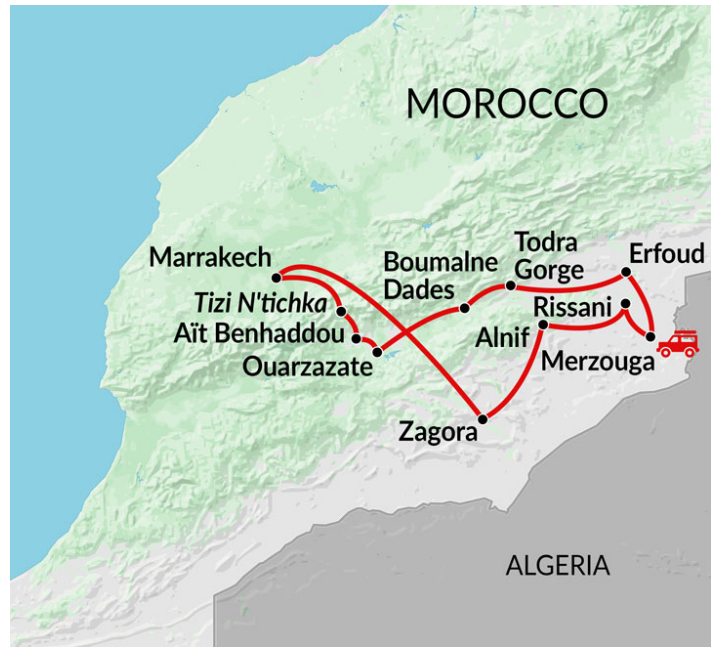 MOROCCO
Marrakech
Boumalne
Dades
Todra
Gorge
Erfoud
Tizi N'tichka
Rissani
Aït Benhaddou
Alnif
Ouarzazate
Merzouga
Zagora
ALGERIA